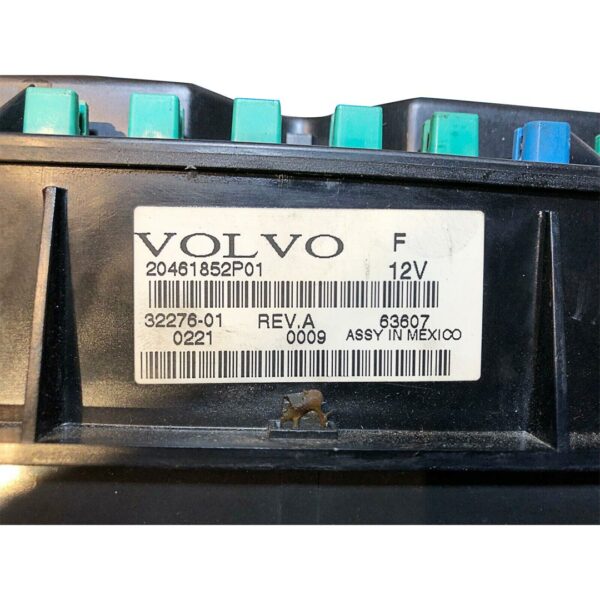 VOLVO F
20461852P01 12V
32276-01 REV.A 63607
0221 0009 ASSY IN MEXICO